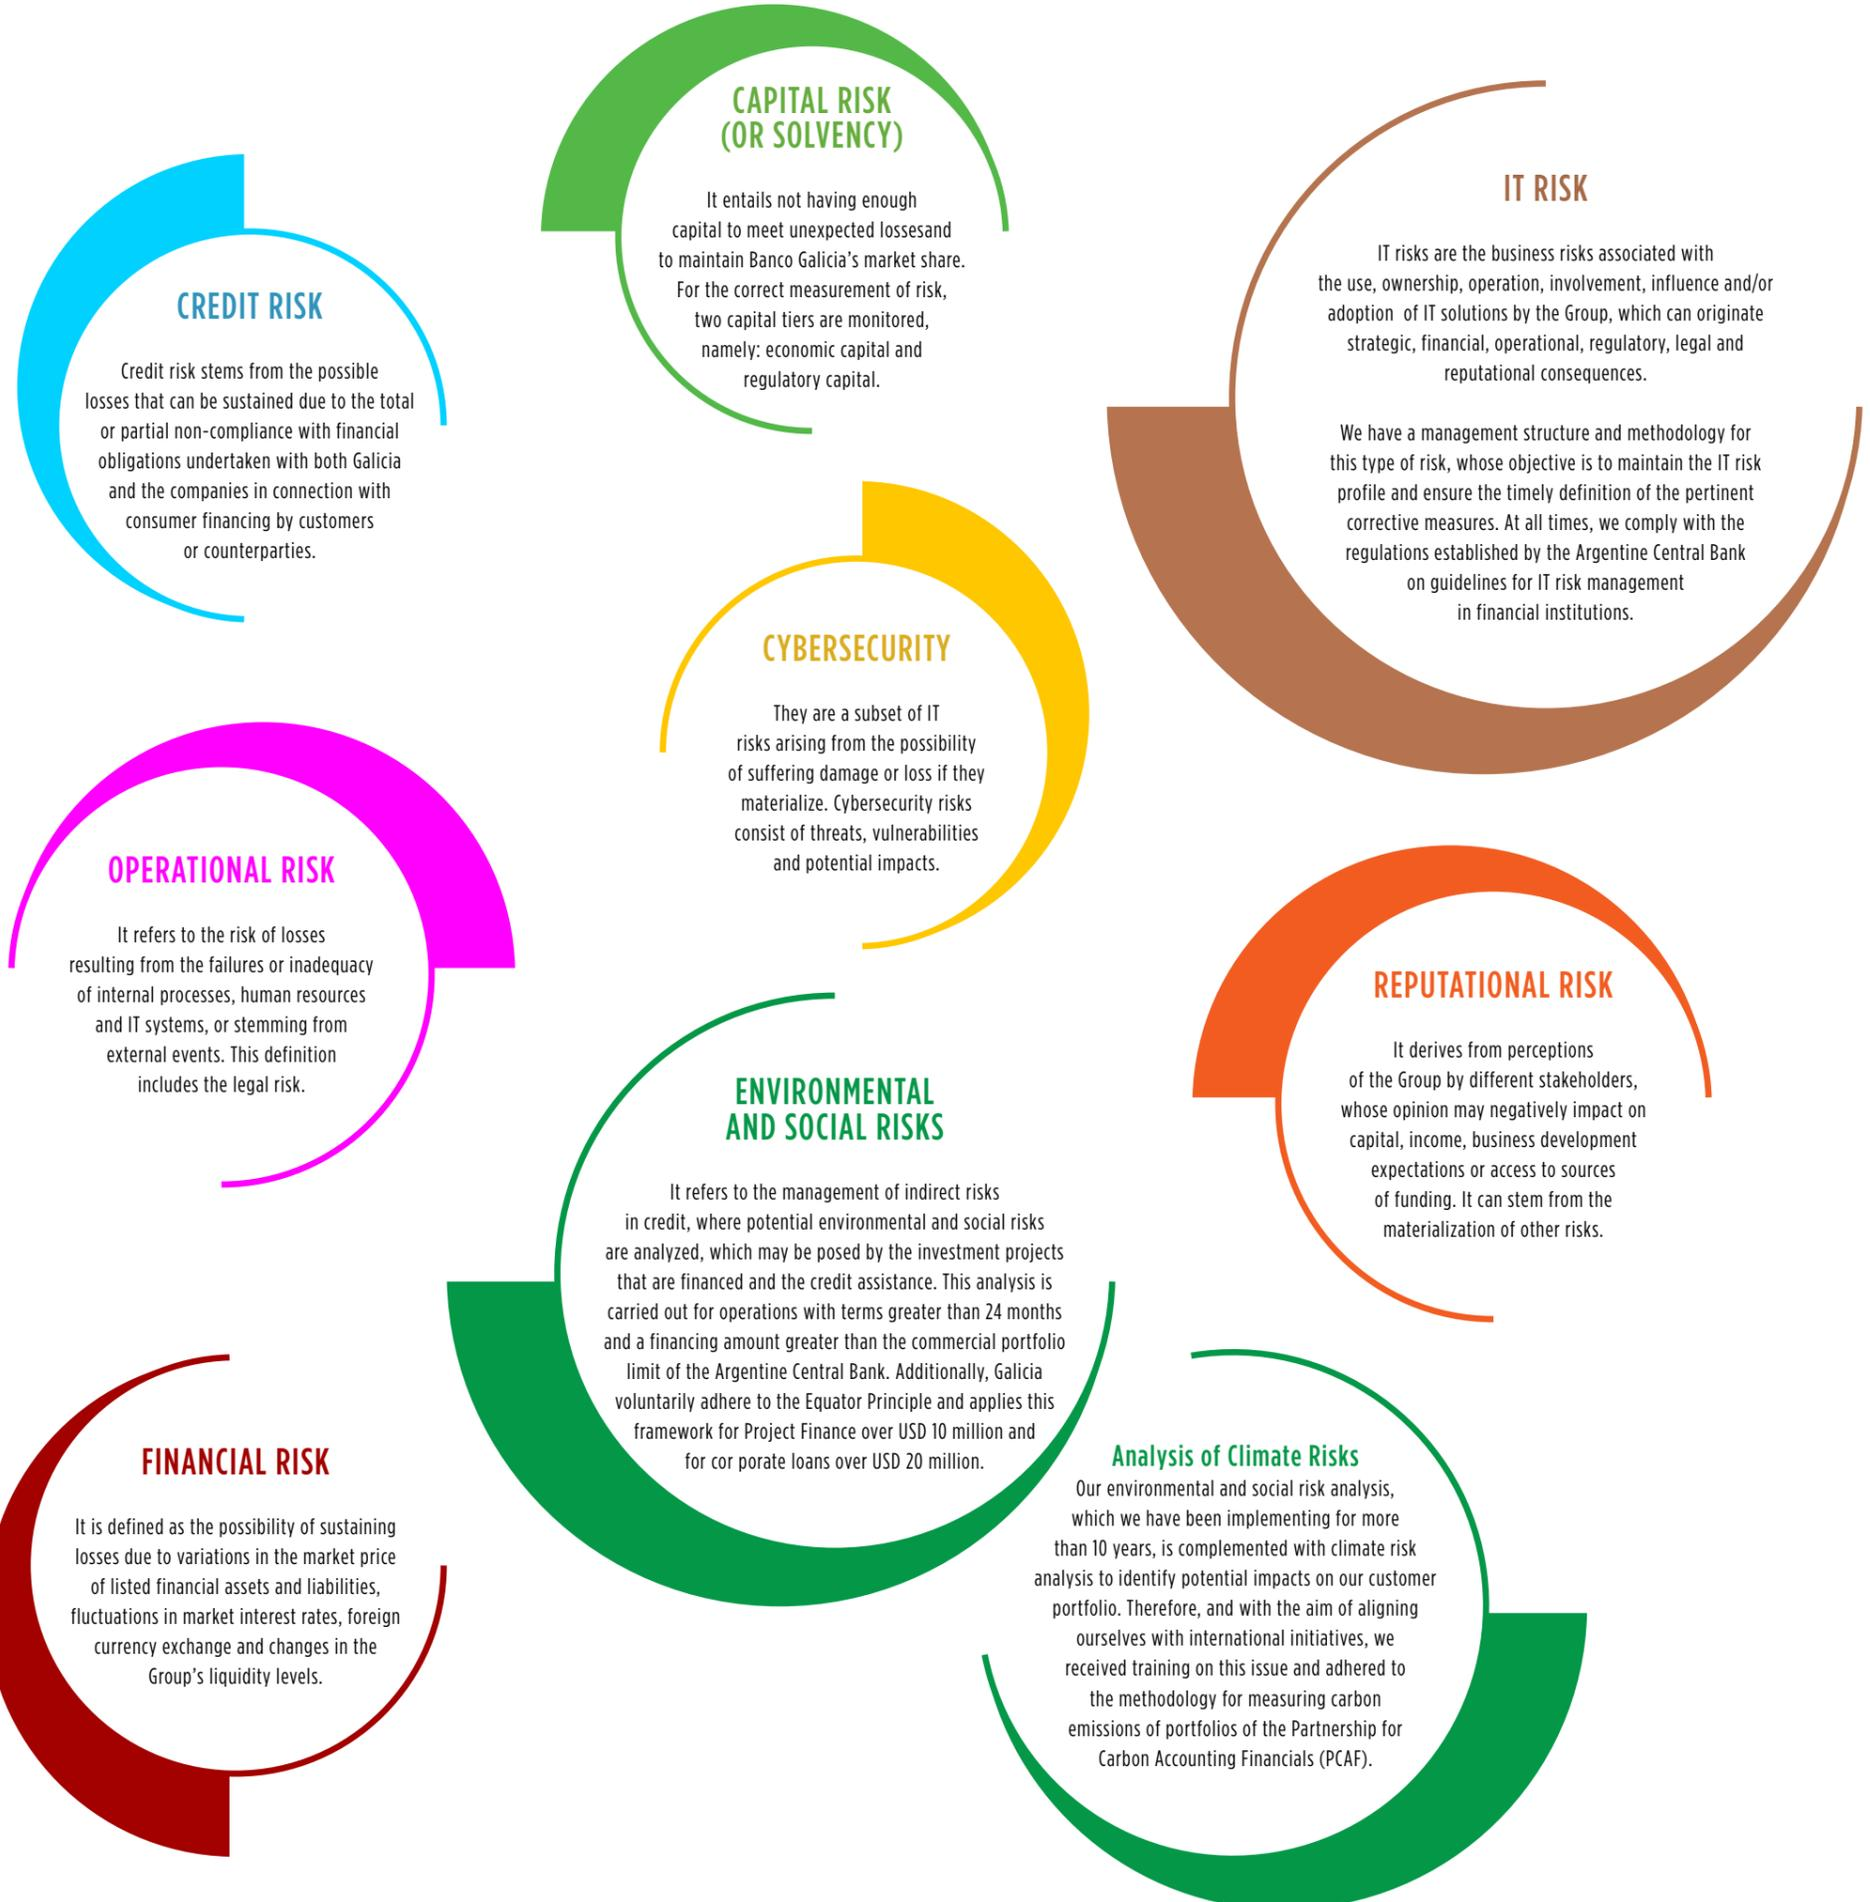 CAPITAL RISK
(OR SOLVENCY)
It entails not having enough
capital to meet unexpected lossesand
to maintain Banco Galicia's market share.
For the correct measurement of risk,
two capital tiers are monitored,
namely: economic capital and
regulatory capital.
IT RISK
IT risks are the business risks associated with
the use, ownership, operation, involvement, influence and/or
adoption of IT solutions by the Group, which can originate
strategic, financial, operational, regulatory, legal and
reputational consequences.
We have a management structure and methodology for
this type of risk, whose objective is to maintain the IT risk
profile and ensure the timely definition of the pertinent
corrective measures. At all times, we comply with the
regulations established by the Argentine Central Bank
on guidelines for IT risk management
in financial institutions.
CREDIT RISK
Credit risk stems from the possible
losses that can be sustained due to the total
or partial non-compliance with financial
obligations undertaken with both Galicia
and the companies in connection with
consumer financing by customers
or counterparties.
CYBERSECURITY
They are a subset of IT
risks arising from the possibility
of suffering damage or loss if they
materialize. Cybersecurity risks
consist of threats, vulnerabilities
and potential impacts.
OPERATIONAL RISK
It refers to the risk of losses
resulting from the failures or inadequacy
of internal processes, human resources
and IT systems, or stemming from
external events. This definition
includes the legal risk.
REPUTATIONAL RISK
It derives from perceptions
of the Group by different stakeholders,
whose opinion may negatively impact on
capital, income, business development
expectations or access to sources
of funding. It can stem from the
materialization of other risks.
ENVIRONMENTAL
AND SOCIAL RISKS
It refers to the management of indirect risks
in credit, where potential environmental and social risks
are analyzed, which may be posed by the investment projects
that are financed and the credit assistance. This analysis is
carried out for operations with terms greater than 24 months
and a financing amount greater than the commercial portfolio
limit of the Argentine Central Bank. Additionally, Galicia
voluntarily adhere to the Equator Principle and applies this
framework for Project Finance over USD 10 million and
for cor porate loans over USD 20 million.
FINANCIAL RISK
It is defined as the possibility of sustaining
losses due to variations in the market price
of listed financial assets and liabilities,
fluctuations in market interest rates, foreign
currency exchange and changes in the
Group's liquidity levels.
Analysis of Climate Risks
Our environmental and social risk analysis,
which we have been implementing for more
than 10 years, is complemented with climate risk
analysis to identify potential impacts on our customer
portfolio. Therefore, and with the aim of aligning
ourselves with international initiatives, we
received training on this issue and adhered to
the methodology for measuring carbon
emissions of portfolios of the Partnership for
Carbon Accounting Financials (PCAF).